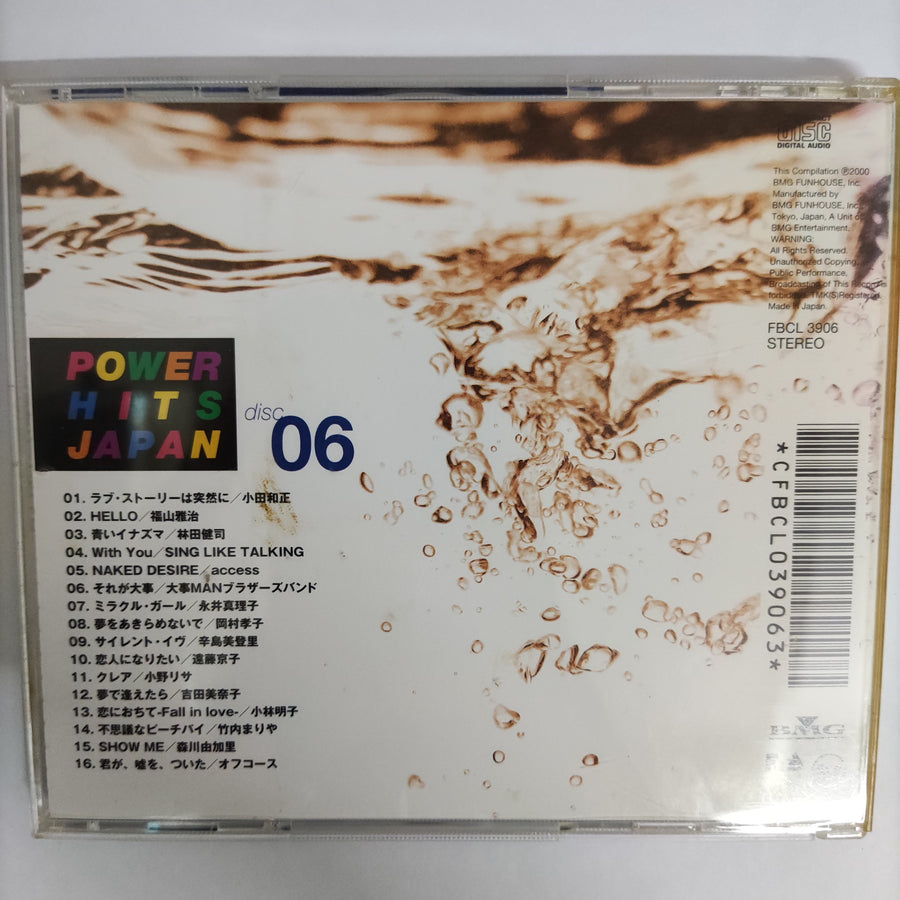 DISC
DIGITAL AUDIO
This Compilation ℗2000
BMG FUNHOUSE, Inc.
Manufactured by
BMG FUNHOUSE, Inc.
Tokyo, Japan, A Unit of
BMG Entertainment.
WARNING:
All Rights Reserved.
Unauthorized Copying,
Public Performance,
Broadcasting of This Record is
forbidden. TMK(S)Registered.
Made in Japan.
FBCL 3906
STEREO
POWER
HITS
JAPAN
disc
06
01. ラブ・ストーリーは突然に／小田和正
02. HELLO／福山雅治
03. 青いイナズマ／林田健司
04. With You／SING LIKE TALKING
05. NAKED DESIRE／access
06. それが大事／大事MANブラザーズバンド
07. ミラクル・ガール／永井真理子
08. 夢をあきらめないで／岡村孝子
09. サイレント・イヴ／辛島美登里
10. 恋人になりたい／遠藤京子
11. クレア／小野リサ
12. 夢で逢えたら／吉田美奈子
13. 恋におちて-Fall in love-／小林明子
14. 不思議なピーチパイ／竹内まりや
15. SHOW ME／森川由加里
16. 君が、嘘を、ついた／オフコース
*CFBCL039063*
BMG